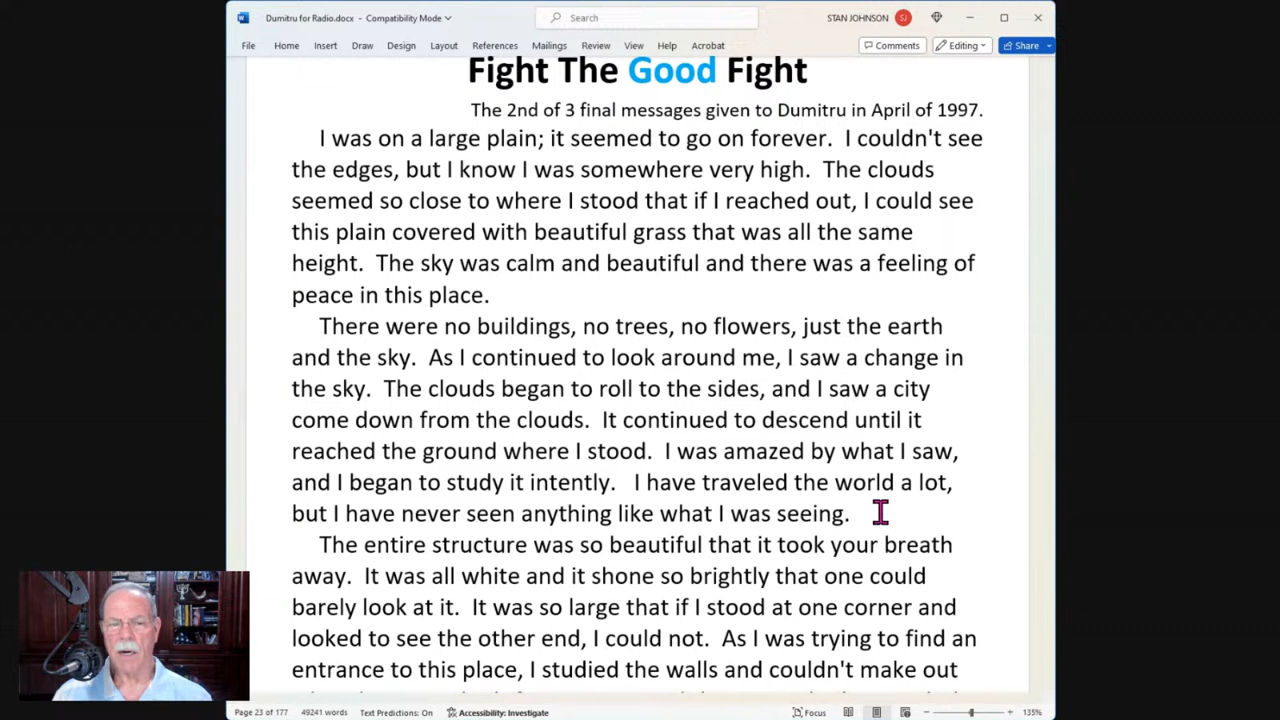 Dumitru for Radio.docx - Compatibility Mode
Search
STAN JOHNSON
SJ
File Home Insert Draw Design Layout References Mailings Review View Help Acrobat
Comments Editing Share
Fight The Good Fight
The 2nd of 3 final messages given to Dumitru in April of 1997.
I was on a large plain; it seemed to go on forever. I couldn't see
the edges, but I know I was somewhere very high. The clouds
seemed so close to where I stood that if I reached out, I could see
this plain covered with beautiful grass that was all the same
height. The sky was calm and beautiful and there was a feeling of
peace in this place.
There were no buildings, no trees, no flowers, just the earth
and the sky. As I continued to look around me, I saw a change in
the sky. The clouds began to roll to the sides, and I saw a city
come down from the clouds. It continued to descend until it
reached the ground where I stood. I was amazed by what I saw,
and I began to study it intently. I have traveled the world a lot,
but I have never seen anything like what I was seeing.
The entire structure was so beautiful that it took your breath
away. It was all white and it shone so brightly that one could
barely look at it. It was so large that if I stood at one corner and
looked to see the other end, I could not. As I was trying to find an
entrance to this place, I studied the walls and couldn't make out
Page 23 of 177 49241 words Text Predictions: On Accessibility: Investigate Focus 135%